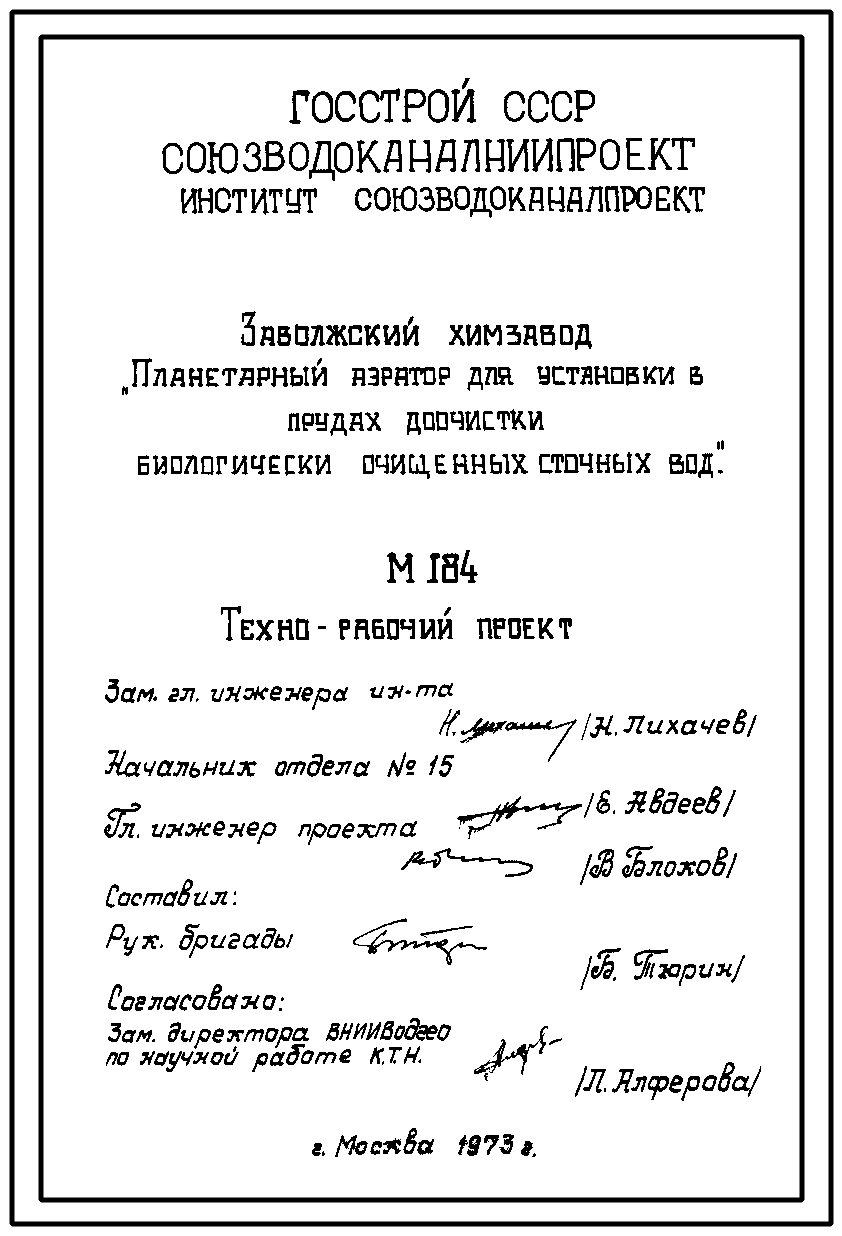 ГОССТРОЙ СССР
СОЮЗВОДОКАНАЛНИИПРОЕКТ
ИНСТИТУТ СОЮЗВОДОКАНАЛПРОЕКТ
Заволжский химзавод
„Планетарный аэратор для установки в
прудах доочистки
биологически очищенных сточных вод".
М 184
Техно-рабочий проект
Зам. гл. инженера ин-та
/Н. Лихачев/
Начальник отдела № 15
/Е. Авдеев/
Гл. инженер проекта
/В Блохов/
Составил:
Рук. бригады
/Б. Тюрин/
Согласовано:
Зам. директора ВНИИВодгео
по научной работе К.Т.Н.
/Л. Алферова/
г. Москва 1973 г.